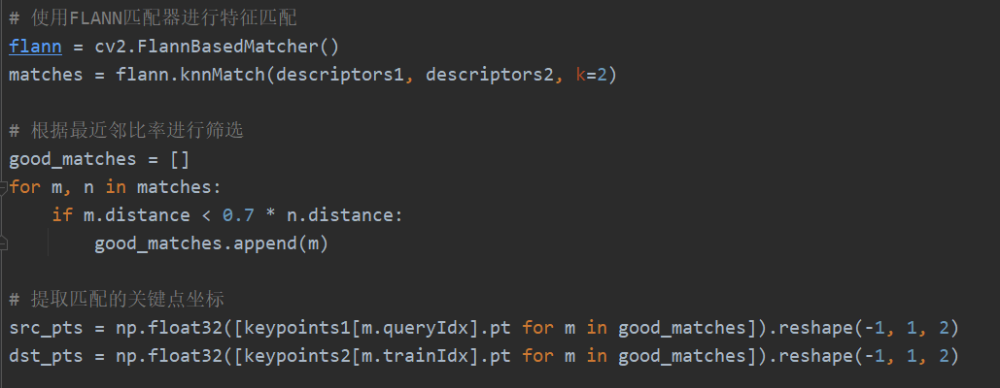 # 使用FLANN匹配器进行特征匹配
flann = cv2.FlannBasedMatcher()
matches = flann.knnMatch(descriptors1, descriptors2, k=2)
# 根据最近邻比率进行筛选
good_matches = []
for m, n in matches:
if m.distance < 0.7 * n.distance:
good_matches.append(m)
# 提取匹配的关键点坐标
src_pts = np.float32([keypoints1[m.queryIdx].pt for m in good_matches]).reshape(-1, 1, 2)
dst_pts = np.float32([keypoints2[m.trainIdx].pt for m in good_matches]).reshape(-1, 1, 2)